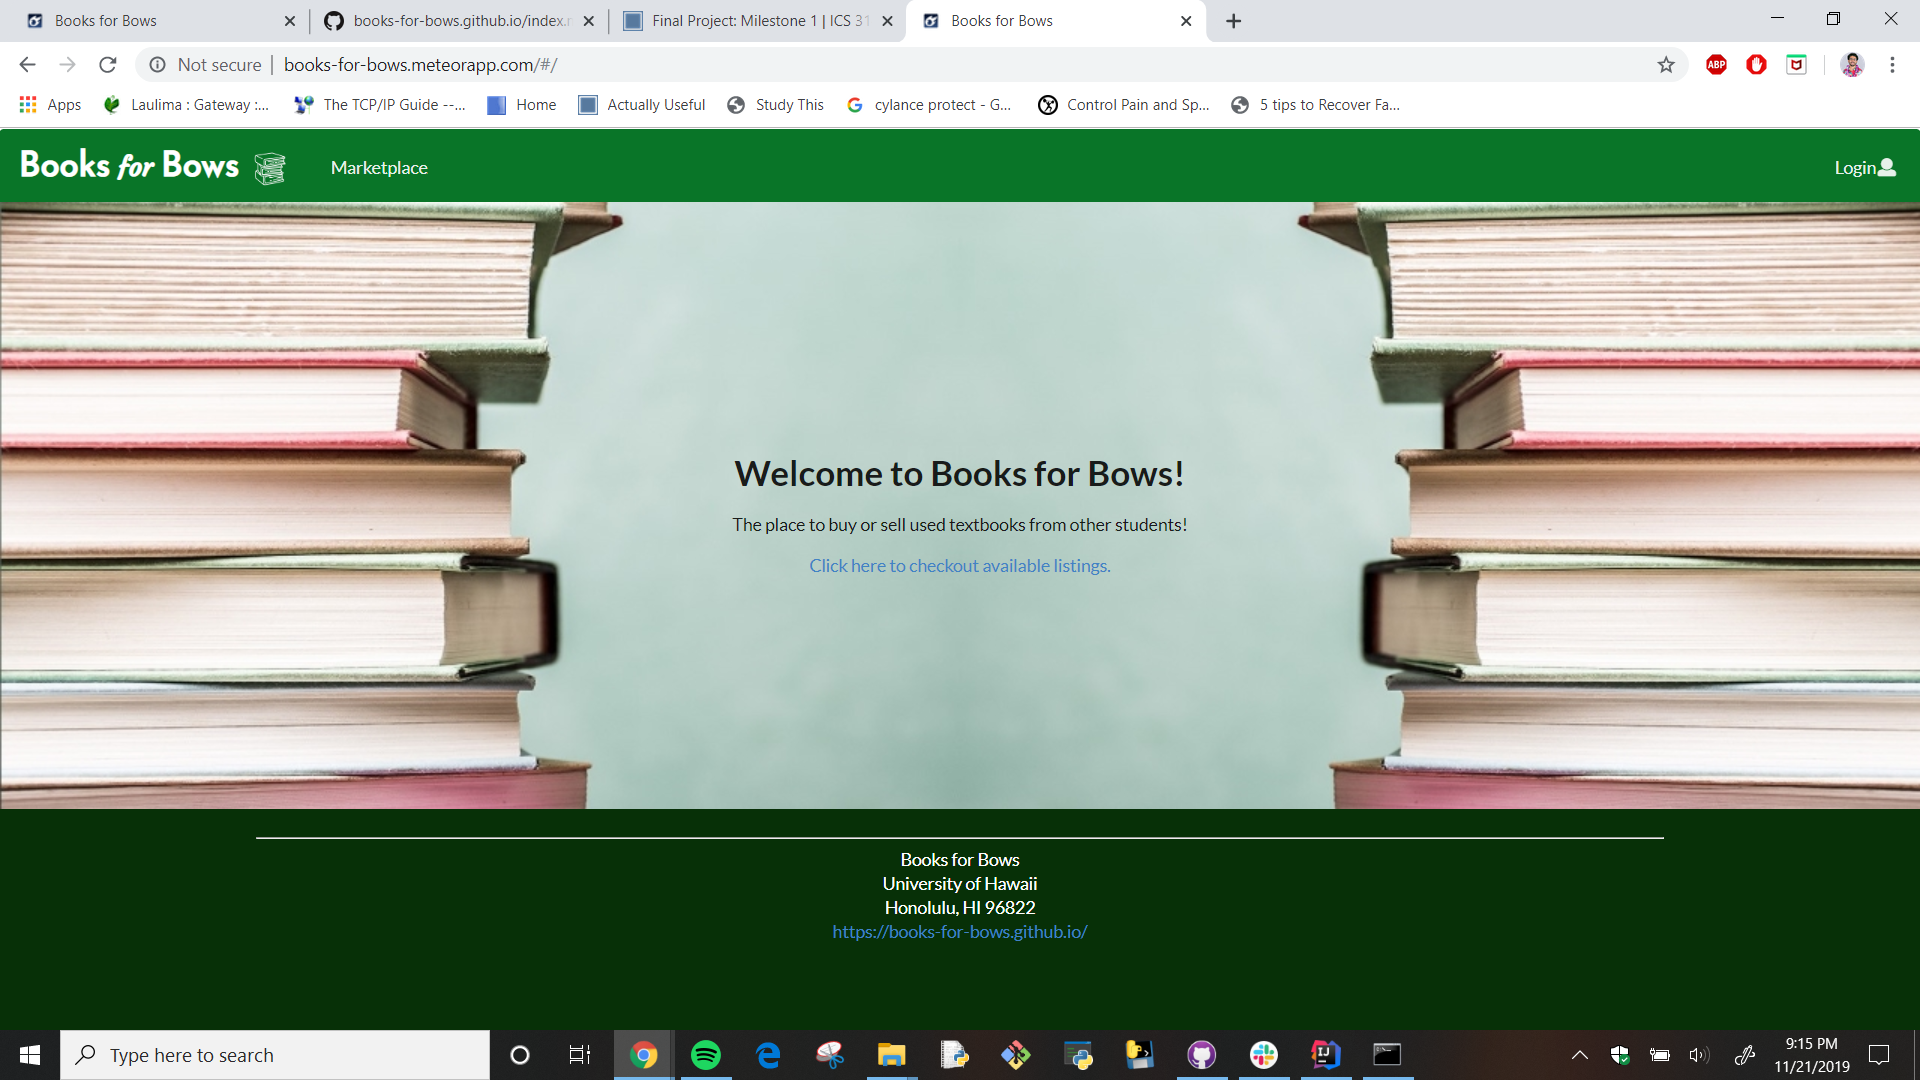 Books for Bows
books-for-bows.github.io/index.m
Final Project: Milestone 1 | ICS 31
Books for Bows
Not secure | books-for-bows.meteorapp.com/#/
ABP
Apps
Laulima : Gateway :...
The TCP/IP Guide --...
Home
Actually Useful
Study This
cylance protect - G...
Control Pain and Sp...
5 tips to Recover Fa...
Books for Bows
Marketplace
Login
Welcome to Books for Bows!
The place to buy or sell used textbooks from other students!
Click here to checkout available listings.
Books for Bows
University of Hawaii
Honolulu, HI 96822
https://books-for-bows.github.io/
Type here to search
9:15 PM
11/21/2019